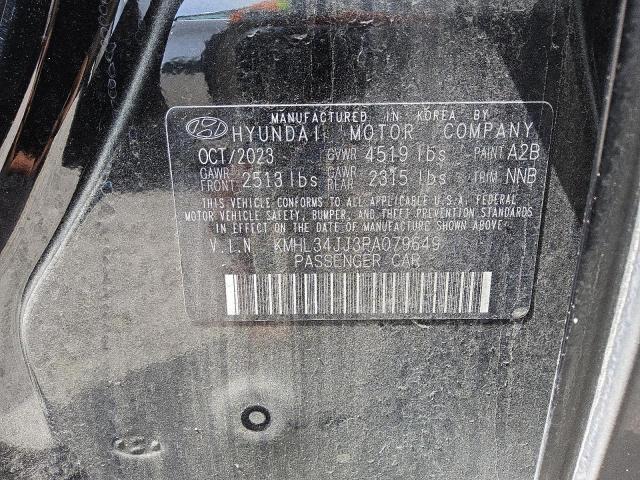 MANUFACTURED IN KOREA BY
HYUNDAI MOTOR COMPANY
OCT/2023 GVWR 4519 lbs PAINT A2B
GAWR FRONT 2513 lbs GAWR REAR 2315 lbs TRIM NNB
THIS VEHICLE CONFORMS TO ALL APPLICABLE U.S.A. FEDERAL
MOTOR VEHICLE SAFETY, BUMPER, AND THEFT PREVENTION STANDARDS
IN EFFECT ON THE DATE OF MANUFACTURE SHOWN ABOVE.
V.I.N KMHL34JJ3PA079649
PASSENGER CAR